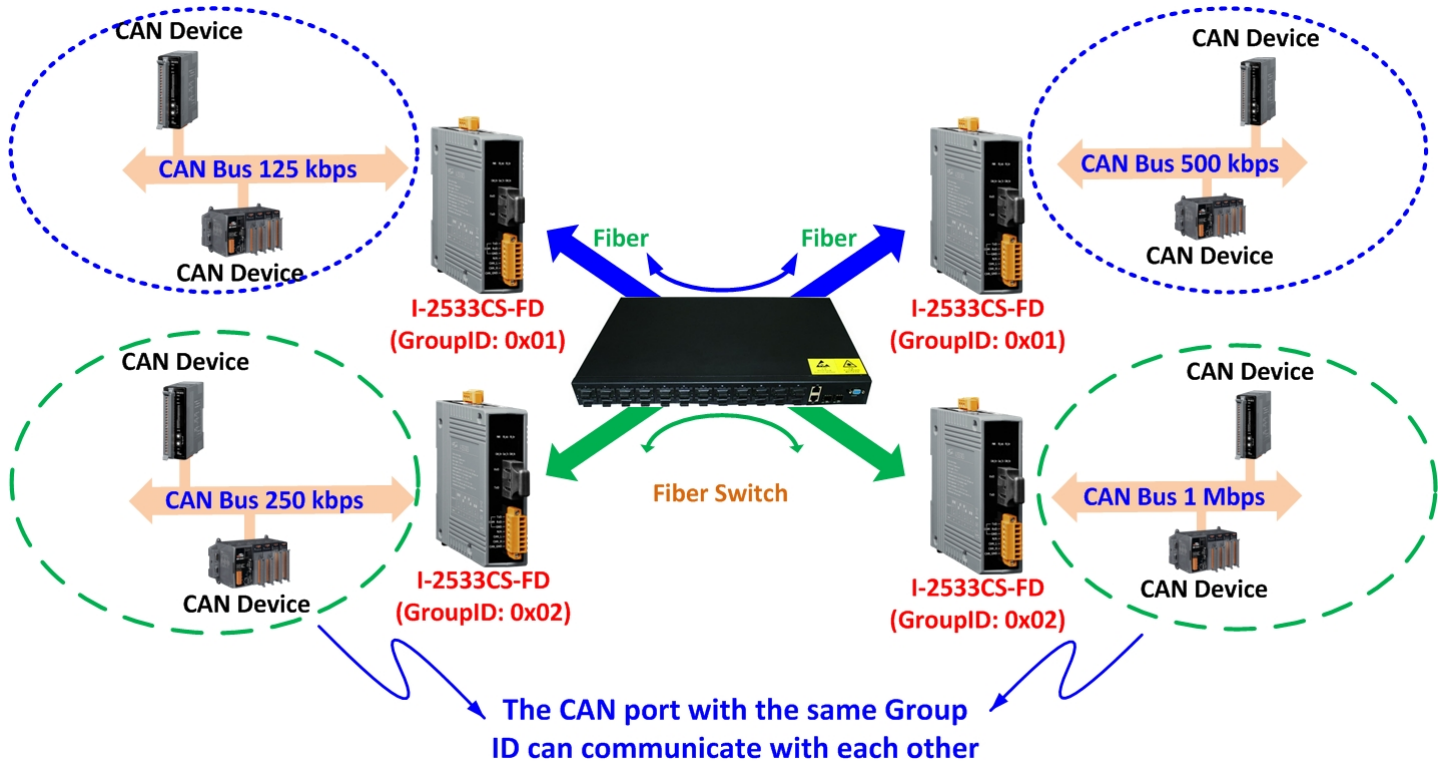 CAN Device
CAN Bus 125 kbps
CAN Device
I-2533CS-FD
(GroupID: 0x01)
Fiber
Fiber
CAN Device
CAN Bus 500 kbps
CAN Device
I-2533CS-FD
(GroupID: 0x01)
CAN Device
CAN Bus 250 kbps
CAN Device
I-2533CS-FD
(GroupID: 0x02)
Fiber Switch
CAN Device
CAN Bus 1 Mbps
CAN Device
I-2533CS-FD
(GroupID: 0x02)
The CAN port with the same Group
ID can communicate with each other